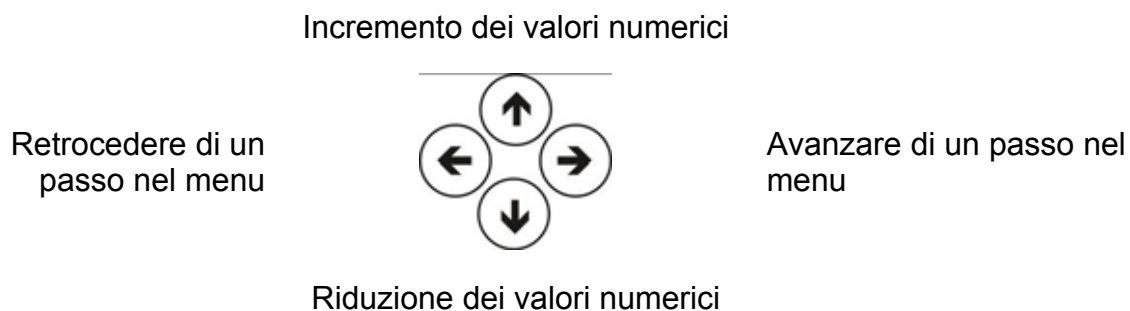 Incremento dei valori numerici
Retrocedere di un
passo nel menu
Avanzare di un passo nel
menu
Riduzione dei valori numerici